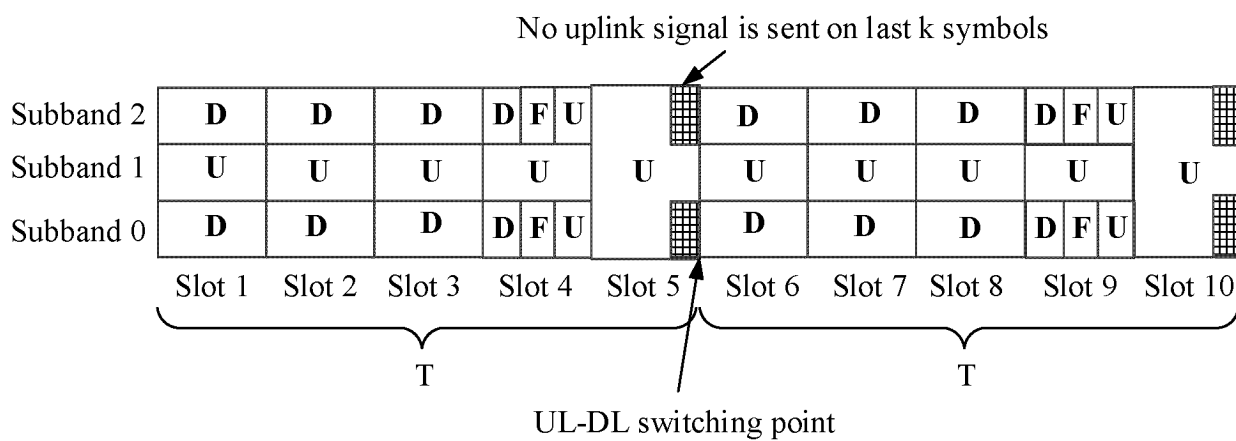 No uplink signal is sent on last k symbols
Subband 2 D D D D F U D D D D F U
Subband 1 U U U U U U U U U U
Subband 0 D D D D F U D D D D F U
Slot 1 Slot 2 Slot 3 Slot 4 Slot 5 Slot 6 Slot 7 Slot 8 Slot 9 Slot 10
T T
UL-DL switching point